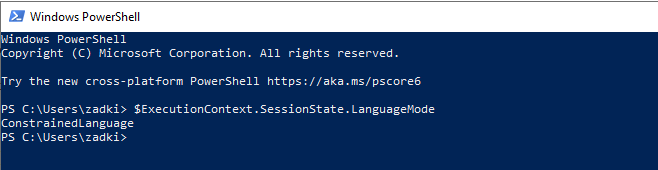 Windows PowerShell
Windows PowerShell
Copyright (C) Microsoft Corporation. All rights reserved.
Try the new cross-platform PowerShell https://aka.ms/pscore6
PS C:\Users\zadki> $ExecutionContext.SessionState.LanguageMode
ConstrainedLanguage
PS C:\Users\zadki>